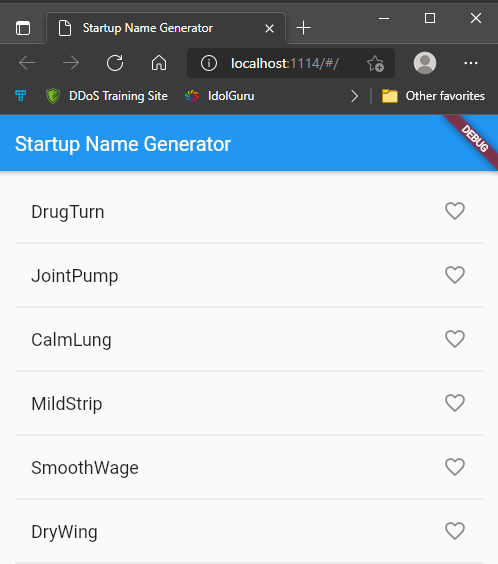 Startup Name Generator
localhost:1114/#/
DDoS Training Site IdolGuru Other favorites
Startup Name Generator
DEBUG
DrugTurn
JointPump
CalmLung
MildStrip
SmoothWage
DryWing